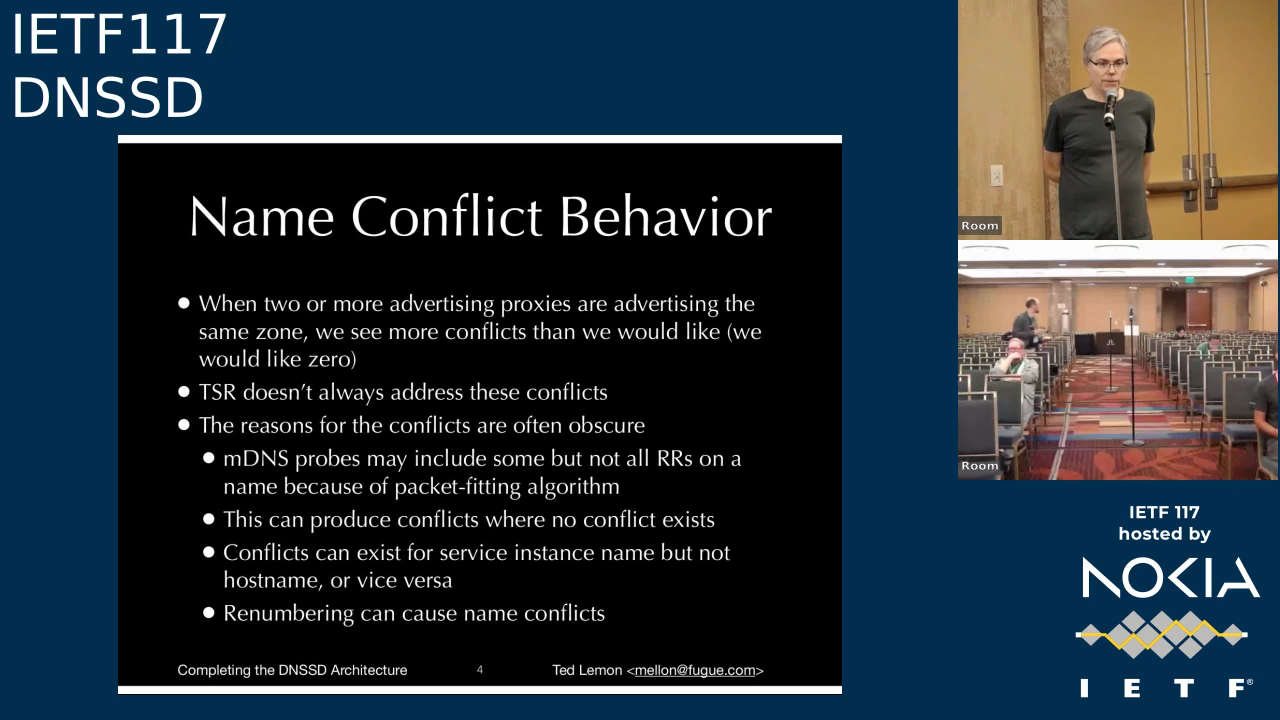 IETF117
DNSSD
Name Conflict Behavior
● When two or more advertising proxies are advertising the
same zone, we see more conflicts than we would like (we
would like zero)
● TSR doesn’t always address these conflicts
● The reasons for the conflicts are often obscure
● mDNS probes may include some but not all RRs on a
name because of packet-fitting algorithm
● This can produce conflicts where no conflict exists
● Conflicts can exist for service instance name but not
hostname, or vice versa
● Renumbering can cause name conflicts
Completing the DNSSD Architecture
4
Ted Lemon <mellon@fugue.com>
Room
Room
IETF 117
hosted by
NOKIA
IETF®